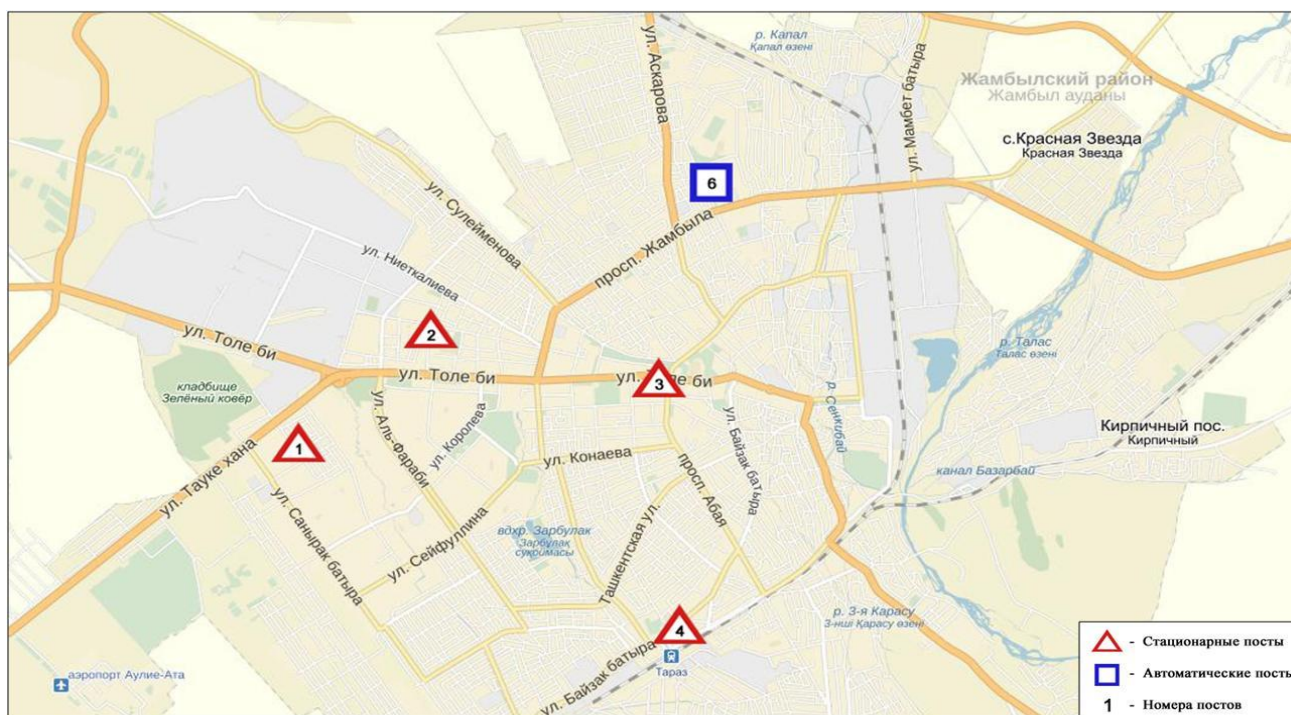 р. Капал
Қапал өзені
ул. Аскарова
ул. Мамбет батыра
Жамбылский район
Жамбыл ауданы
с.Красная Звезда
Красная Звезда
6
ул. Сулейменова
просп. Жамбыла
ул. Ниеткалиева
2
ул. Толе би
р. Талас
Талас өзені
ул. Толе би
ул. Толе би
3
кладбище
Зелёный ковёр
р. Сенкибай
ул. Аль-Фараби
ул. Королева
ул. Байзак батыра
Кирпичный пос.
Кирпичный
1
ул. Конаева
ул. Тауке хана
просп. Абая
канал Базарбай
ул. Санырак батыра
ул. Сейфуллина
вдхр. Зарбулак
Зарбулақ
суқоймасы
Ташкентская ул.
р. 3-я Карасу
3-нші Қарасу өзені
4
Тараз
ул. Байзак батыра
аэропорт Аулие-Ата
- Стационарные посты
- Автоматические посты
1 - Номера постов